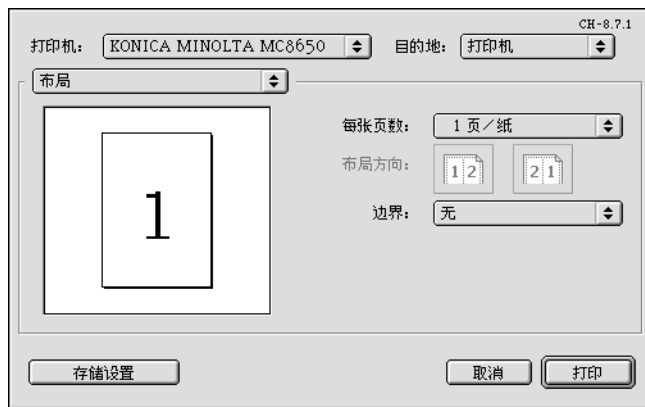 CH-8.7.1
打印机： KONICA MINOLTA MC8650 目的地： 打印机
布局
每张页数： 1 页／纸
1
布局方向： 1 2 2 1
边界： 无
存储设置 取消 打印